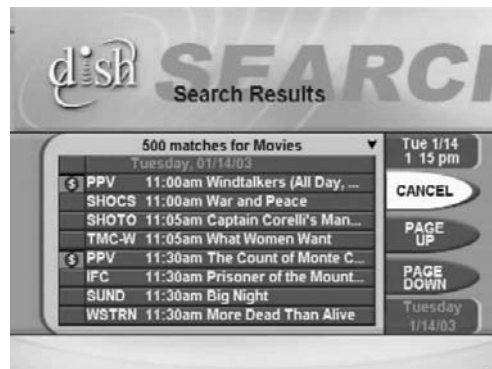 dish
SEARC
Search Results
500 matches for Movies
Tuesday, 01/14/03
$ PPV 11:00am Windtalkers (All Day, ...
SHOCS 11:00am War and Peace
SHOTO 11:05am Captain Corelli's Man...
TMC-W 11:05am What Women Want
$ PPV 11:30am The Count of Monte C...
IFC 11:30am Prisoner of the Mount...
SUND 11:30am Big Night
WSTRN 11:30am More Dead Than Alive
Tue 1/14
1 15 pm
CANCEL
PAGE
UP
PAGE
DOWN
Tuesday
1/14/03